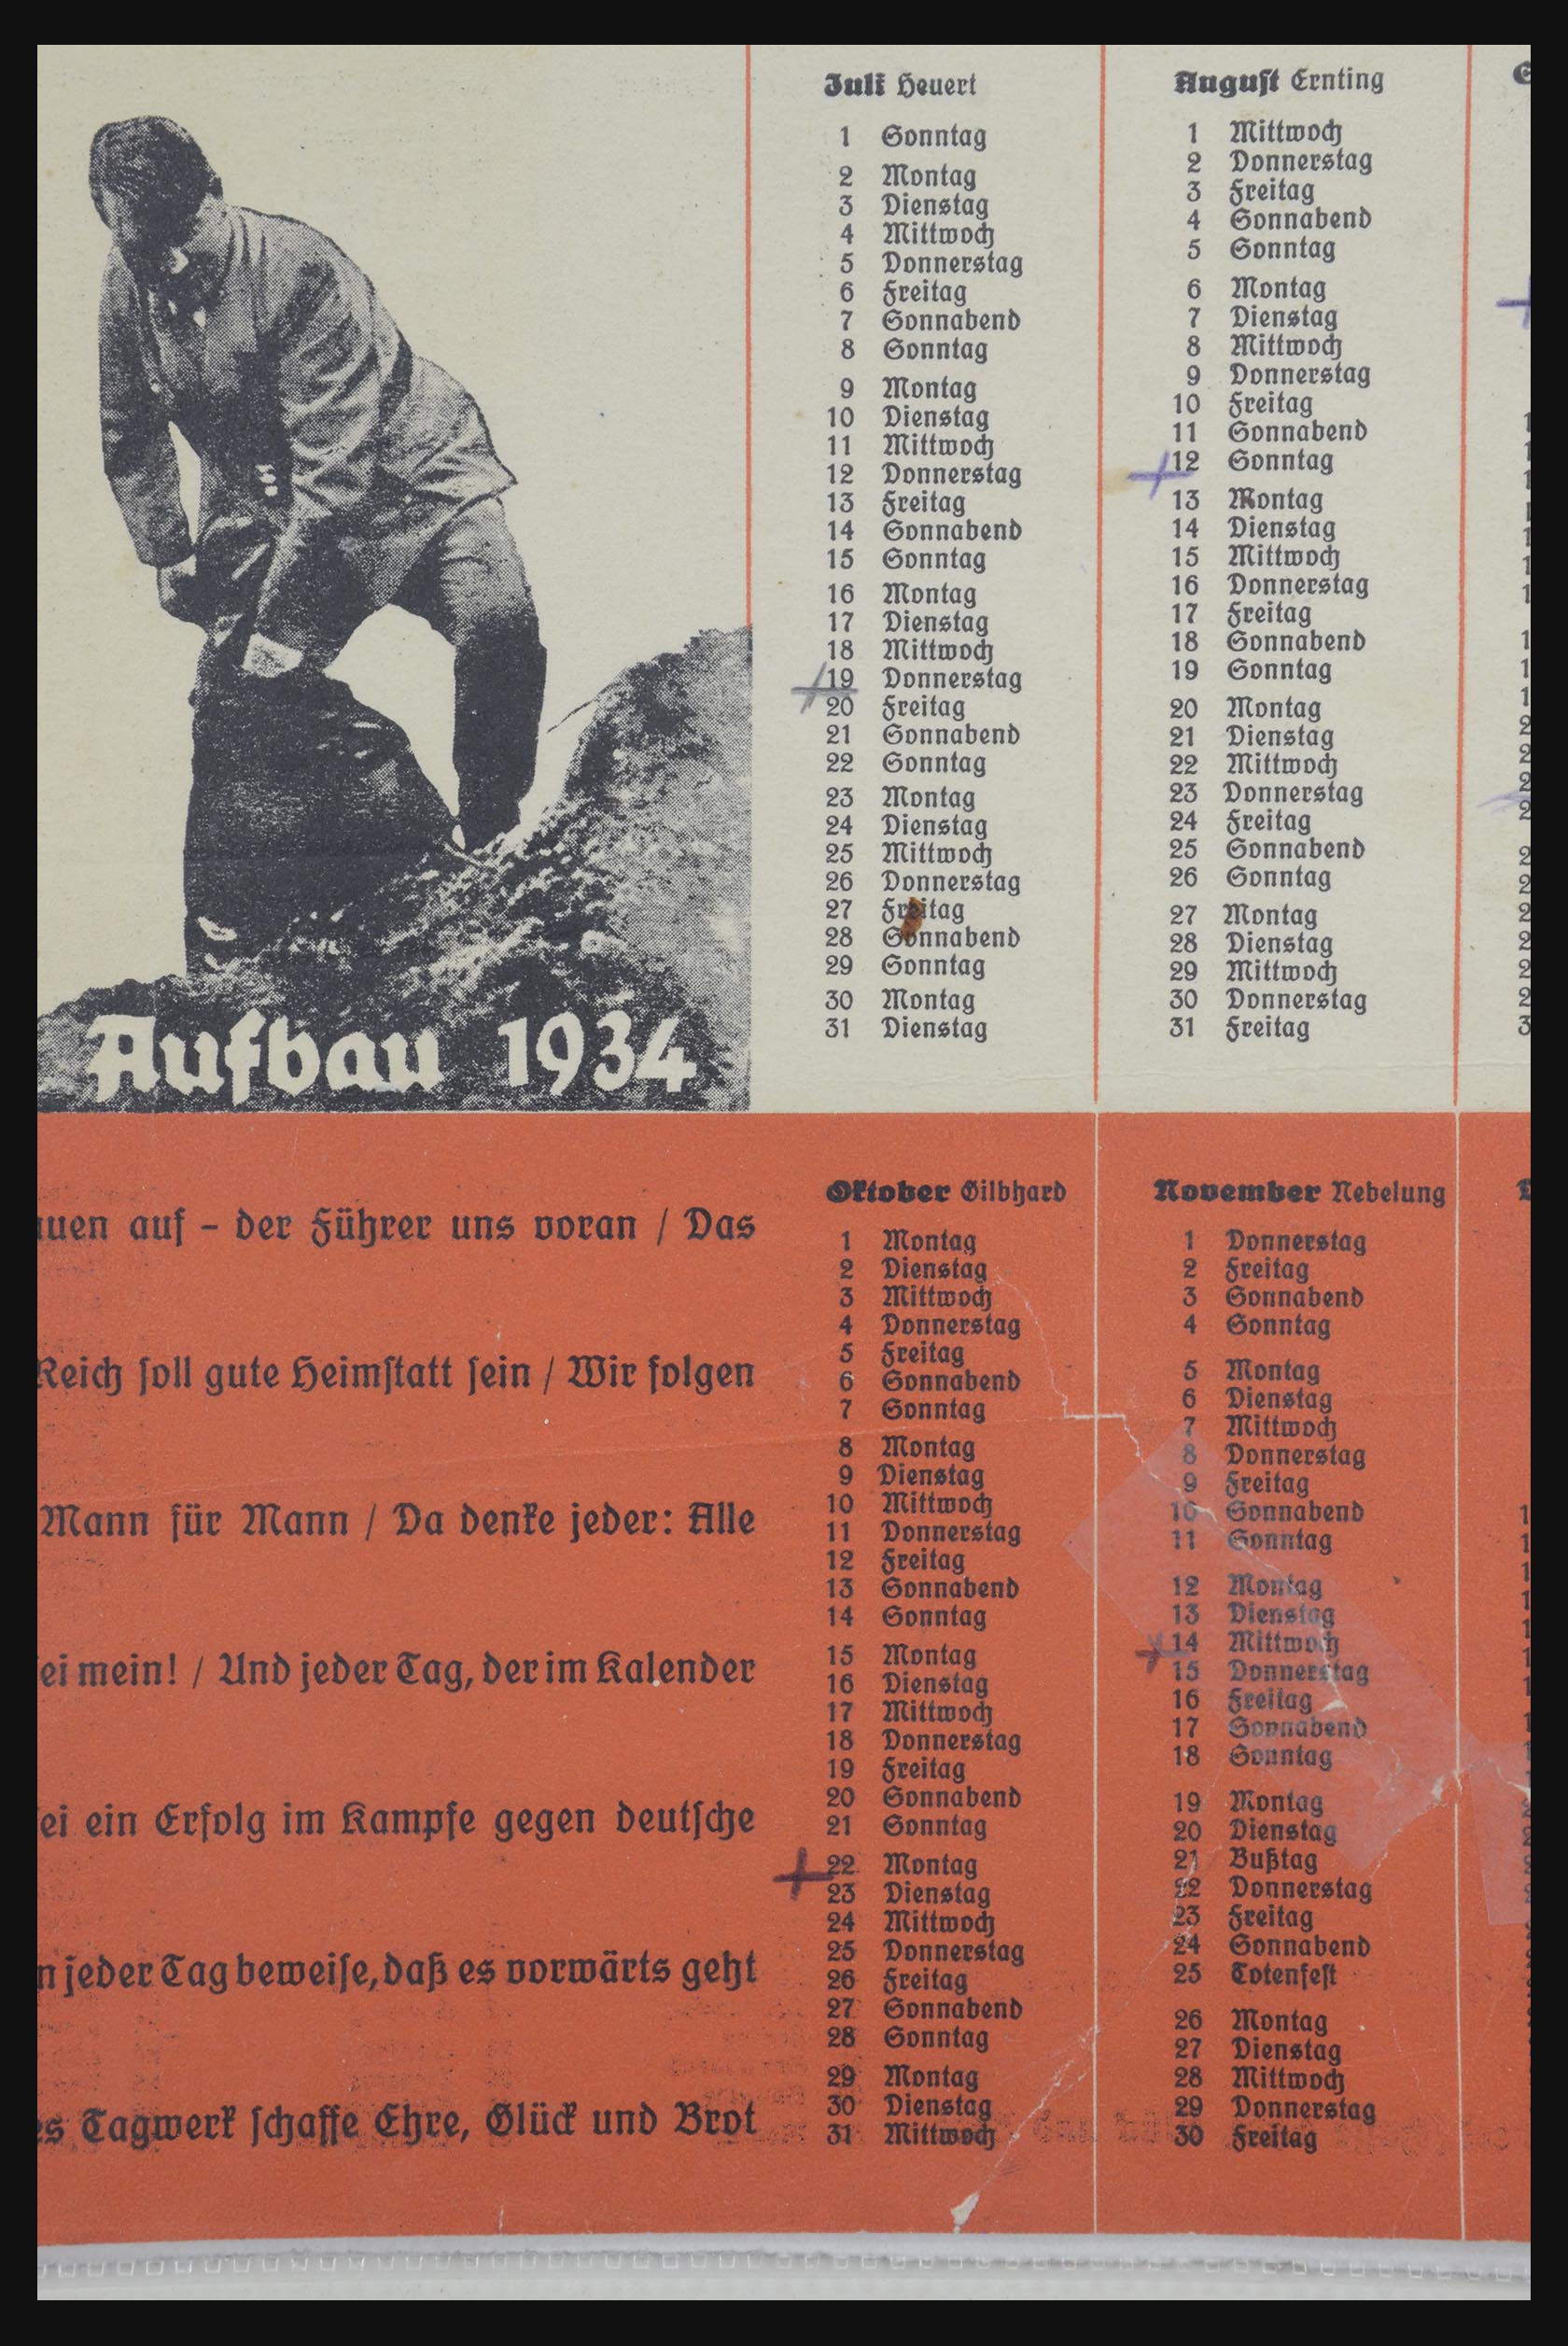 Aufbau 1934
Juli Heuert
1 Sonntag
2 Montag
3 Dienstag
4 Mittwoch
5 Donnerstag
6 Freitag
7 Sonnabend
8 Sonntag
9 Montag
10 Dienstag
11 Mittwoch
12 Donnerstag
13 Freitag
14 Sonnabend
15 Sonntag
16 Montag
17 Dienstag
18 Mittwoch
19 Donnerstag
20 Freitag
21 Sonnabend
22 Sonntag
23 Montag
24 Dienstag
25 Mittwoch
26 Donnerstag
27 Freitag
28 Sonnabend
29 Sonntag
30 Montag
31 Dienstag
Auguſt Ernting
1 Mittwoch
2 Donnerstag
3 Freitag
4 Sonnabend
5 Sonntag
6 Montag
7 Dienstag
8 Mittwoch
9 Donnerstag
10 Freitag
11 Sonnabend
12 Sonntag
13 Montag
14 Dienstag
15 Mittwoch
16 Donnerstag
17 Freitag
18 Sonnabend
19 Sonntag
20 Montag
21 Dienstag
22 Mittwoch
23 Donnerstag
24 Freitag
25 Sonnabend
26 Sonntag
27 Montag
28 Dienstag
29 Mittwoch
30 Donnerstag
31 Freitag
uen auf – der Führer uns voran / Das
Reich ſoll gute Heimſtatt ſein / Wir folgen
Mann für Mann / Da denke jeder: Alle
ei mein! / Und jeder Tag, der im Kalender
ei ein Erfolg im Kampfe gegen deutſche
n jeder Tag beweiſe, daß es vorwärts geht
s Tagwerk ſchaffe Ehre, Glück und Brot
Oktober Gilbhard
1 Montag
2 Dienstag
3 Mittwoch
4 Donnerstag
5 Freitag
6 Sonnabend
7 Sonntag
8 Montag
9 Dienstag
10 Mittwoch
11 Donnerstag
12 Freitag
13 Sonnabend
14 Sonntag
15 Montag
16 Dienstag
17 Mittwoch
18 Donnerstag
19 Freitag
20 Sonnabend
21 Sonntag
22 Montag
23 Dienstag
24 Mittwoch
25 Donnerstag
26 Freitag
27 Sonnabend
28 Sonntag
29 Montag
30 Dienstag
31 Mittwoch
November Nebelung
1 Donnerstag
2 Freitag
3 Sonnabend
4 Sonntag
5 Montag
6 Dienstag
7 Mittwoch
8 Donnerstag
9 Freitag
10 Sonnabend
11 Sonntag
12 Montag
13 Dienstag
14 Mittwoch
15 Donnerstag
16 Freitag
17 Sonnabend
18 Sonntag
19 Montag
20 Dienstag
21 Bußtag
22 Donnerstag
23 Freitag
24 Sonnabend
25 Totenfeſt
26 Montag
27 Dienstag
28 Mittwoch
29 Donnerstag
30 Freitag